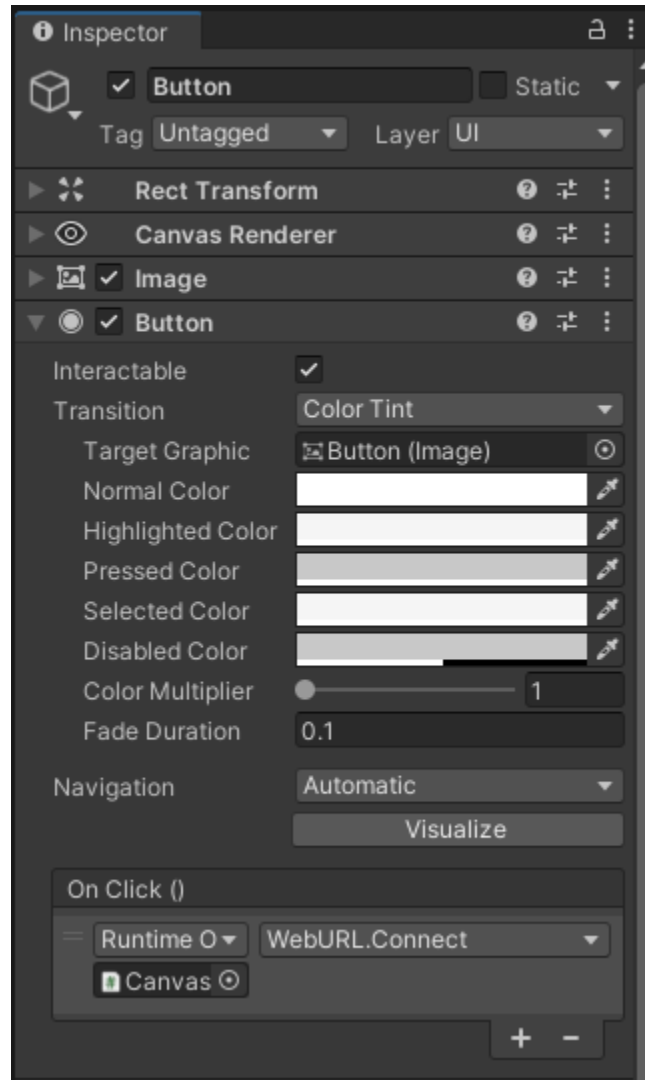 Inspector
Button Static
Tag Untagged Layer UI
Rect Transform
Canvas Renderer
Image
Button
Interactable
Transition Color Tint
Target Graphic Button (Image)
Normal Color
Highlighted Color
Pressed Color
Selected Color
Disabled Color
Color Multiplier 1
Fade Duration 0.1
Navigation Automatic
Visualize
On Click ()
Runtime O WebURL.Connect
Canvas